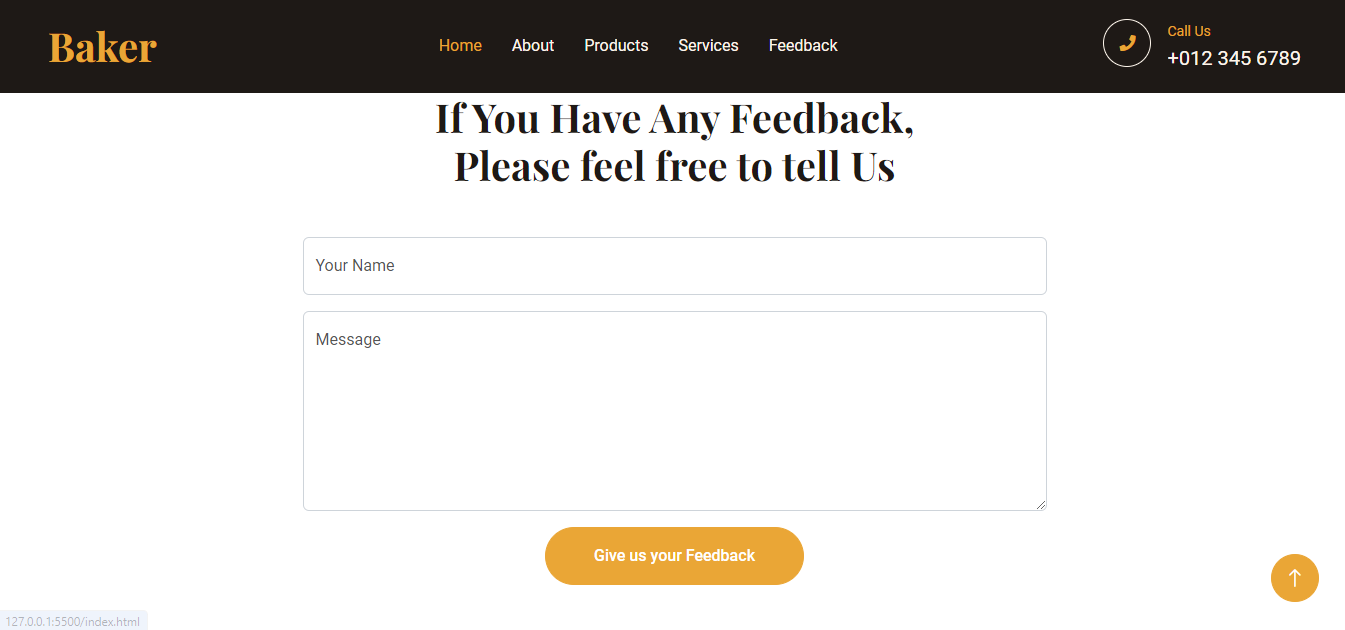 Baker
Home About Products Services Feedback
Call Us
+012 345 6789
If You Have Any Feedback,
Please feel free to tell Us
Your Name
Message
Give us your Feedback
127.0.0.1:5500/index.html